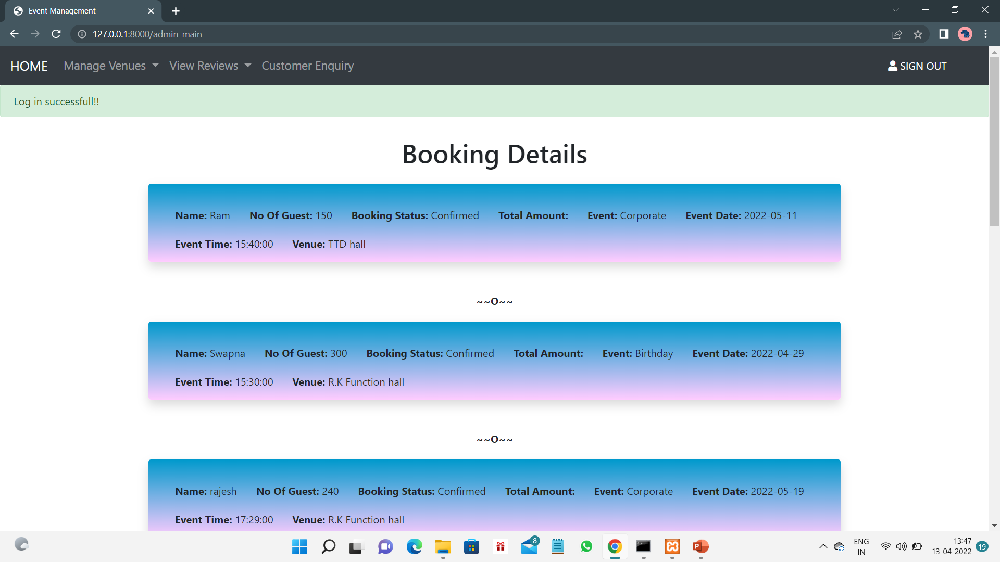 Event Management
127.0.0.1:8000/admin_main
HOME Manage Venues View Reviews Customer Enquiry SIGN OUT
Log in successfull!!
Booking Details
Name: Ram No Of Guest: 150 Booking Status: Confirmed Total Amount: Event: Corporate Event Date: 2022-05-11
Event Time: 15:40:00 Venue: TTD hall
~~O~~
Name: Swapna No Of Guest: 300 Booking Status: Confirmed Total Amount: Event: Birthday Event Date: 2022-04-29
Event Time: 15:30:00 Venue: R.K Function hall
~~O~~
Name: rajesh No Of Guest: 240 Booking Status: Confirmed Total Amount: Event: Corporate Event Date: 2022-05-19
Event Time: 17:29:00 Venue: R.K Function hall
8
P
ENG
IN
13:47
13-04-2022
19